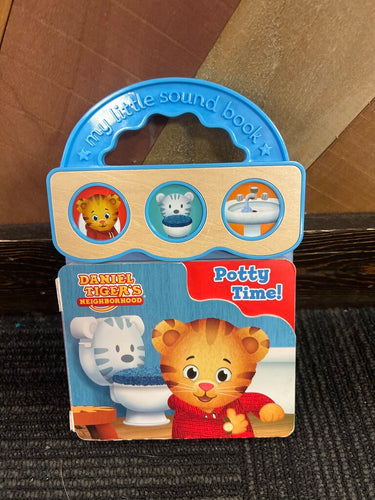 my little sound book
DANIEL
TIGER'S
NEIGHBORHOOD
Potty
Time!